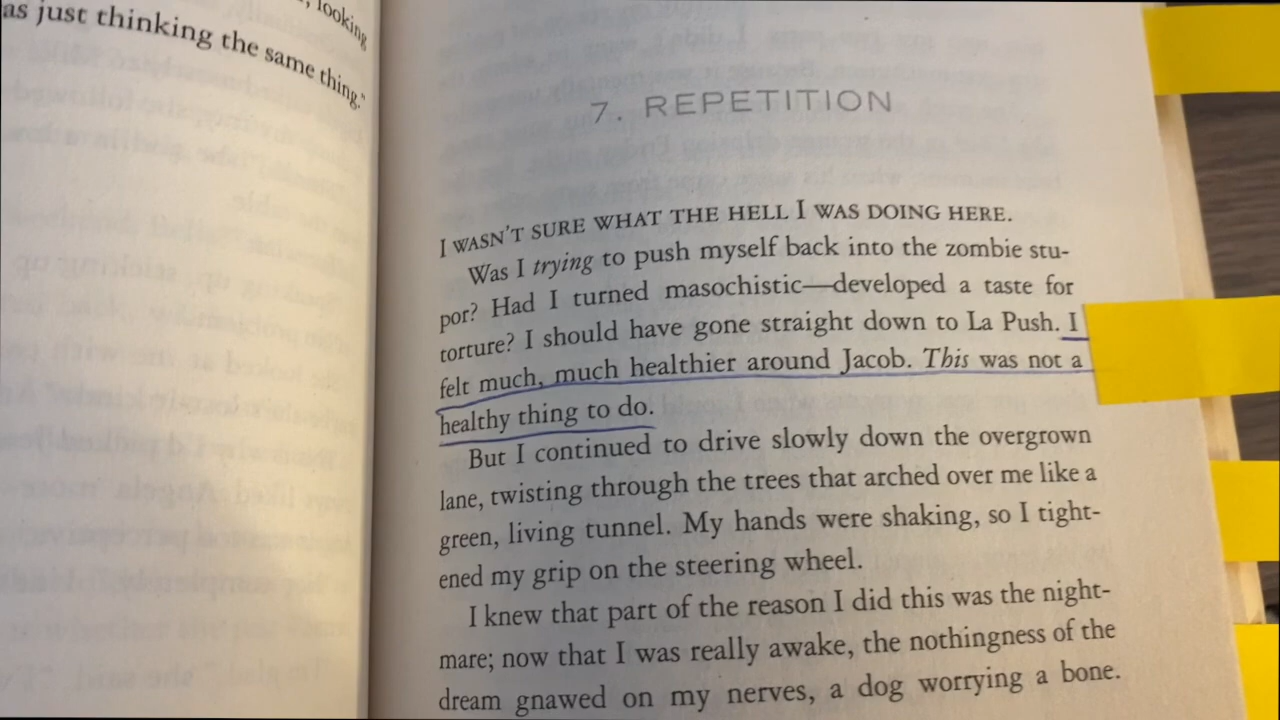 looking
as just thinking the same thing."
7. REPETITION
I WASN'T SURE WHAT THE HELL I WAS DOING HERE.
Was I trying to push myself back into the zombie stu-
por? Had I turned masochistic—developed a taste for
torture? I should have gone straight down to La Push. I
felt much, much healthier around Jacob. This was not a
healthy thing to do.
But I continued to drive slowly down the overgrown
lane, twisting through the trees that arched over me like a
green, living tunnel. My hands were shaking, so I tight-
ened my grip on the steering wheel.
I knew that part of the reason I did this was the night-
mare; now that I was really awake, the nothingness of the
dream gnawed on my nerves, a dog worrying a bone.